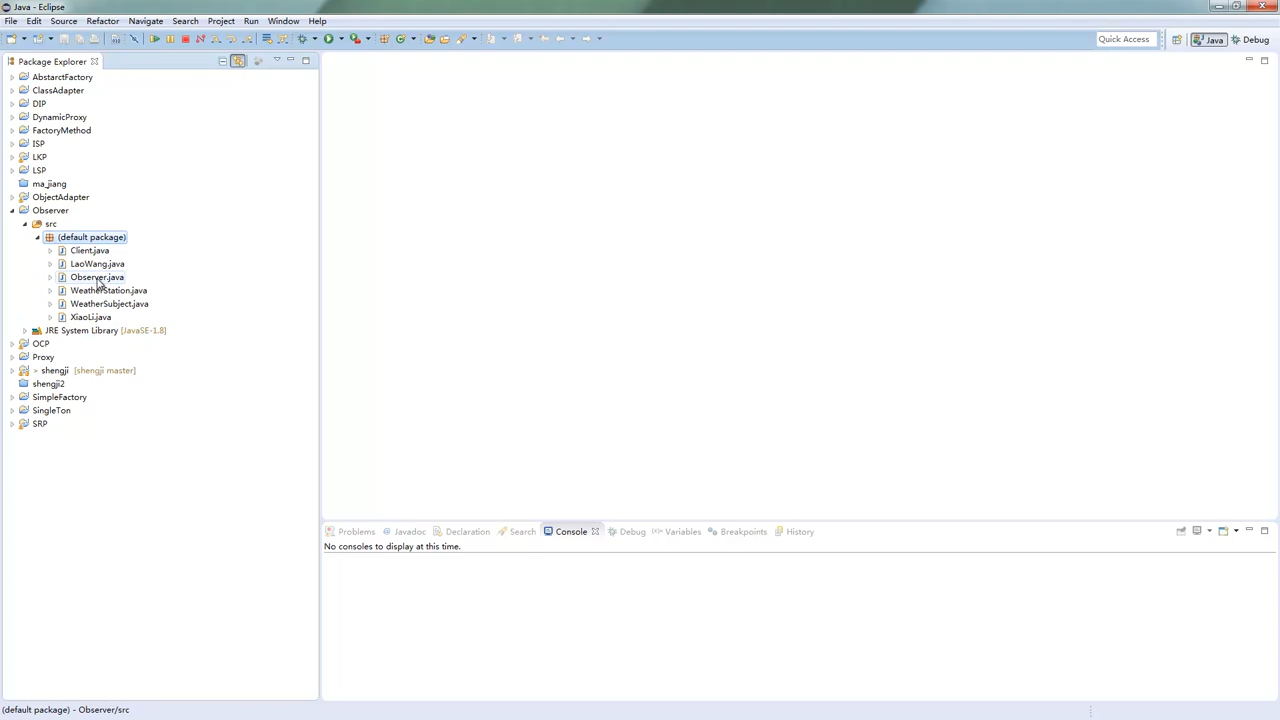 Java - Eclipse
File Edit Source Refactor Navigate Search Project Run Window Help
Quick Access
Java
Debug
Package Explorer
AbstarctFactory
ClassAdapter
DIP
DynamicProxy
FactoryMethod
ISP
LKP
LSP
ma_jiang
ObjectAdapter
Observer
src
(default package)
Client.java
LaoWang.java
Observer.java
WeatherStation.java
WeatherSubject.java
XiaoLi.java
JRE System Library [JavaSE-1.8]
OCP
Proxy
> shengji [shengji master]
shengji2
SimpleFactory
SingleTon
SRP
Problems Javadoc Declaration Search Console Debug Variables Breakpoints History
No consoles to display at this time.
(default package) - Observer/src